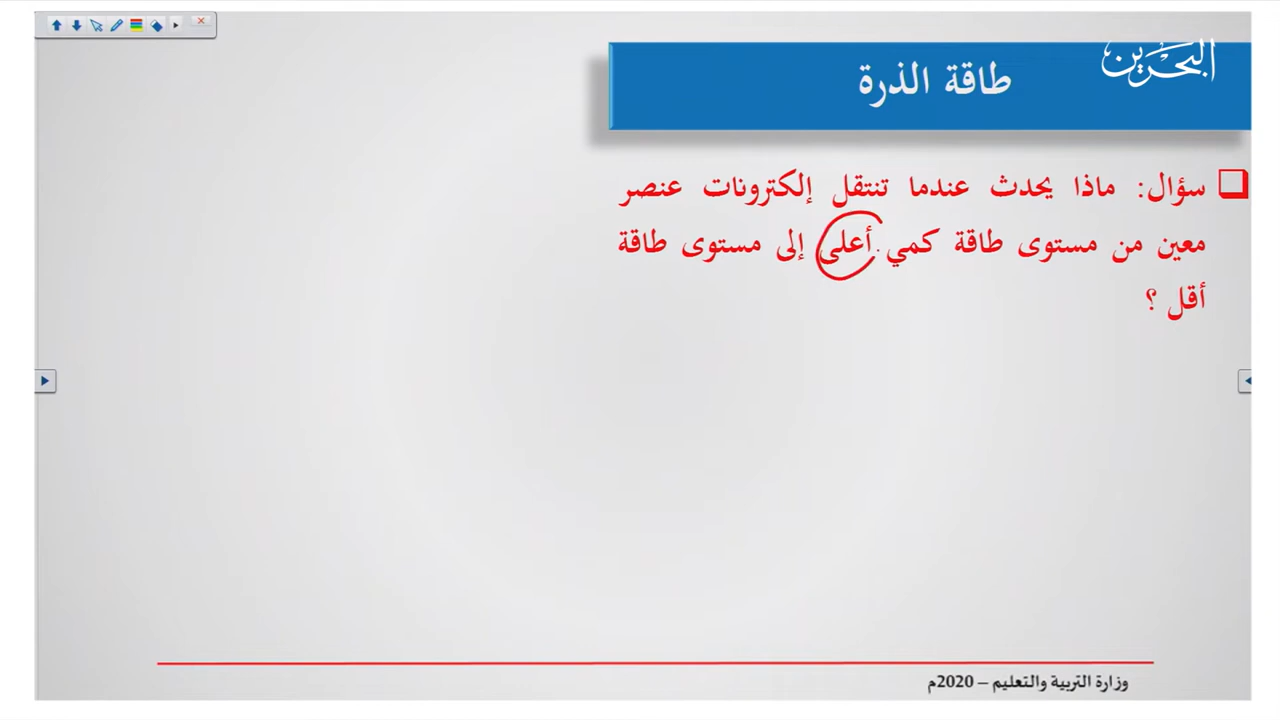 البحرين
طاقة الذرة
سؤال: ماذا يحدث عندما تنتقل إلكترونات عنصر
معين من مستوى طاقة كمي أعلى إلى مستوى طاقة
أقل ؟
وزارة التربية والتعليم – 2020م